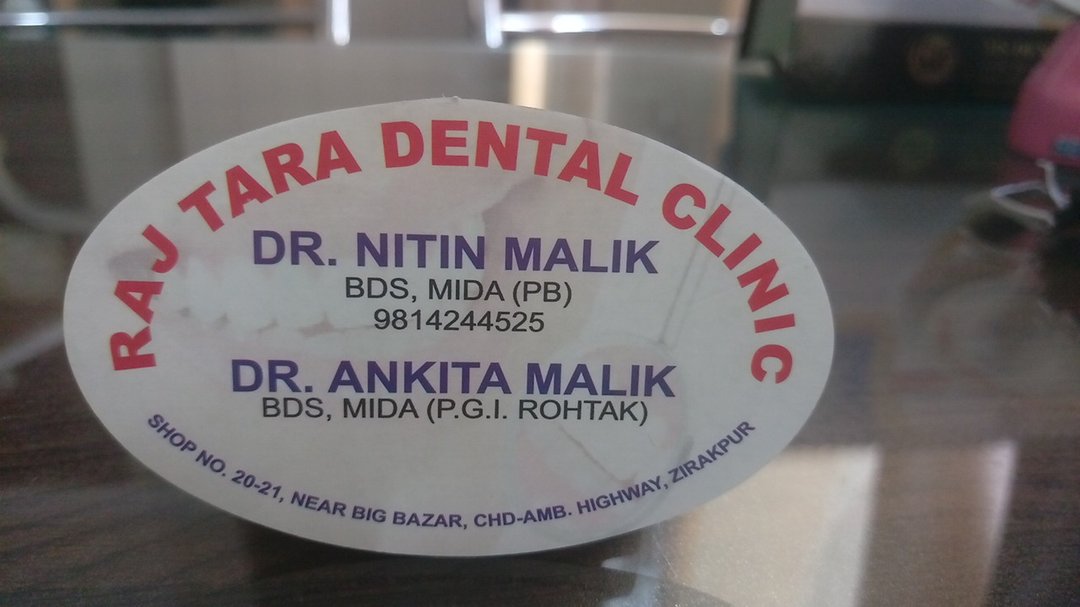 RAJ TARA DENTAL CLINIC
DR. NITIN MALIK
BDS, MIDA (PB)
9814244525
DR. ANKITA MALIK
BDS, MIDA (P.G.I. ROHTAK)
SHOP NO. 20-21, NEAR BIG BAZAR, CHD-AMB. HIGHWAY, ZIRAKPUR